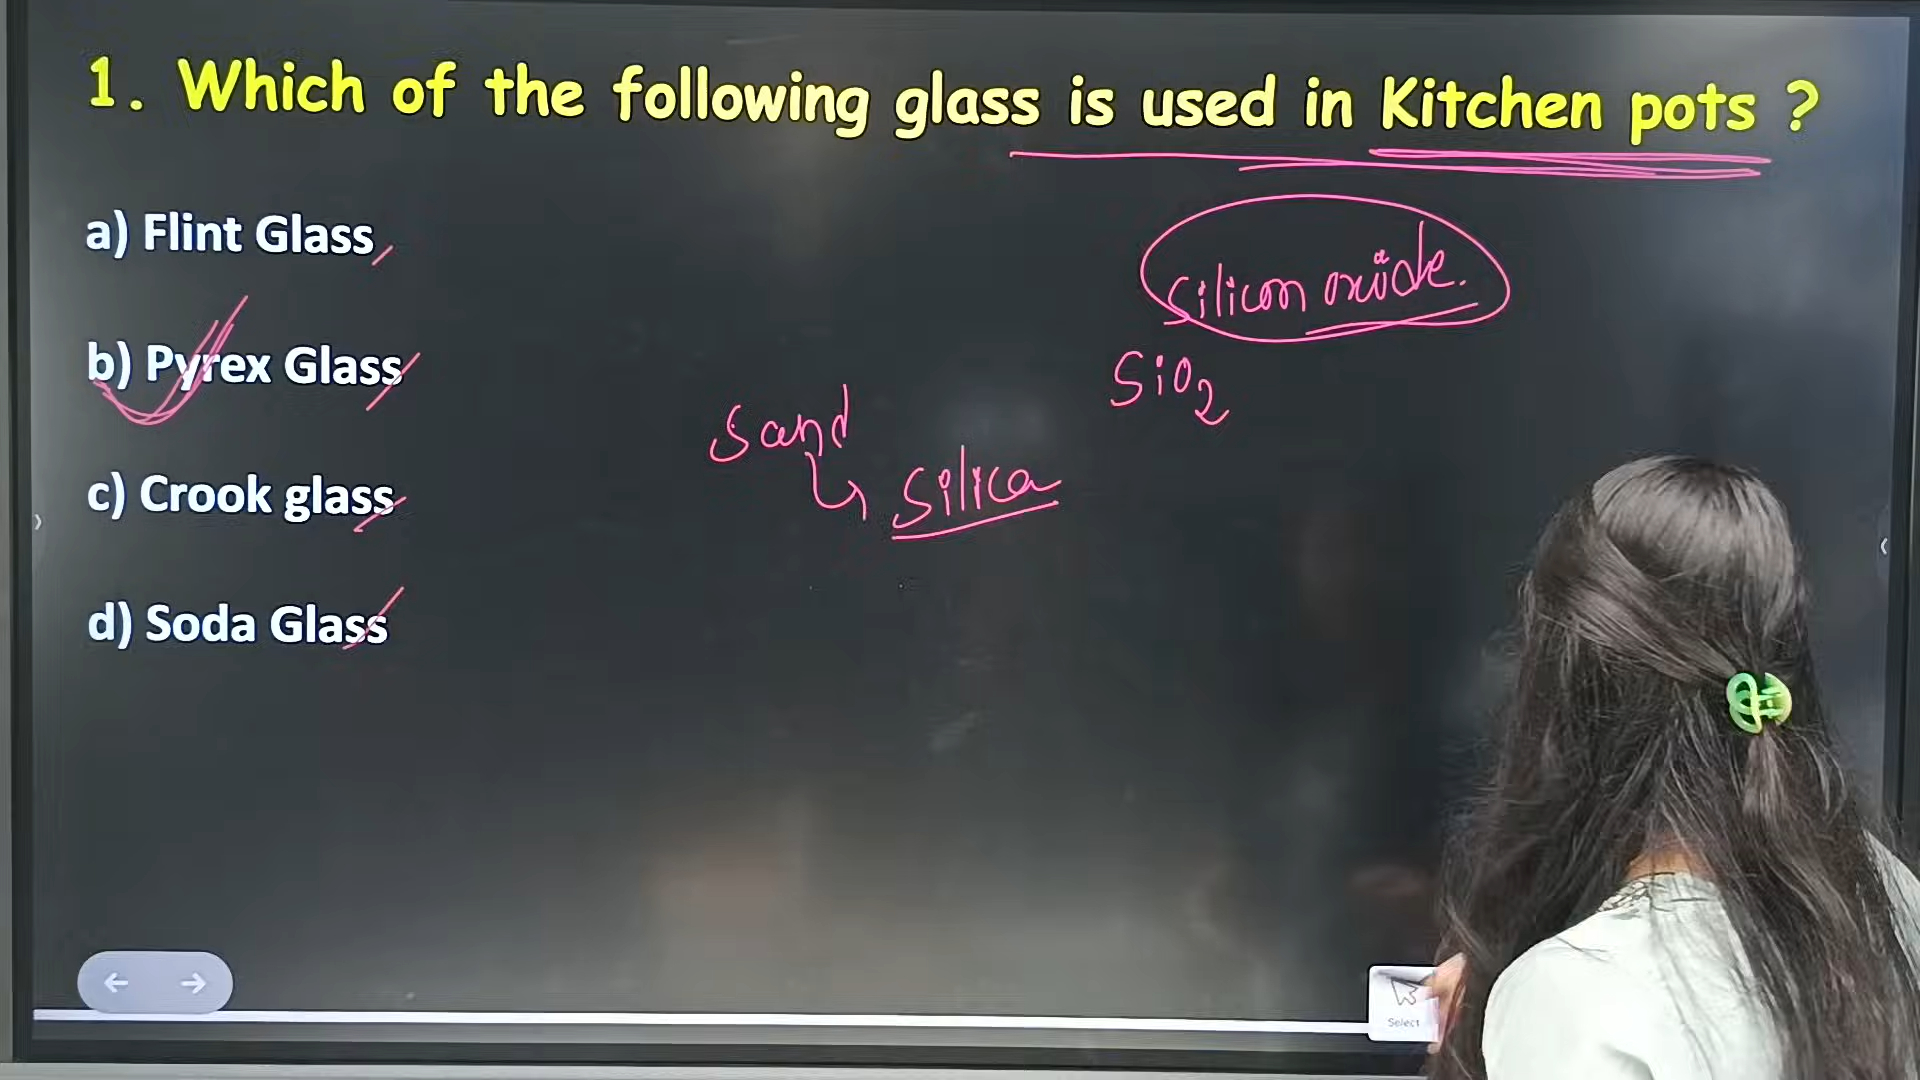 1. Which of the following glass is used in Kitchen pots ?
a) Flint Glass
Silicon oxide.
b) Pyrex Glass
SiO2
Sand
Silica
c) Crook glass
d) Soda Glass
Select